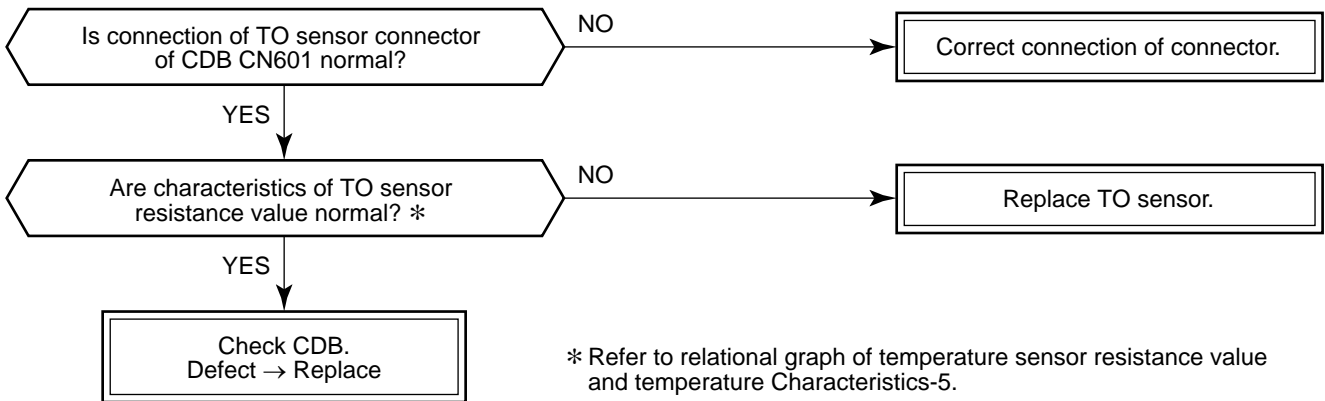 Is connection of TO sensor connector
of CDB CN601 normal?
NO
Correct connection of connector.
YES
Are characteristics of TO sensor
resistance value normal? *
NO
Replace TO sensor.
YES
Check CDB.
Defect → Replace
* Refer to relational graph of temperature sensor resistance value
and temperature Characteristics-5.